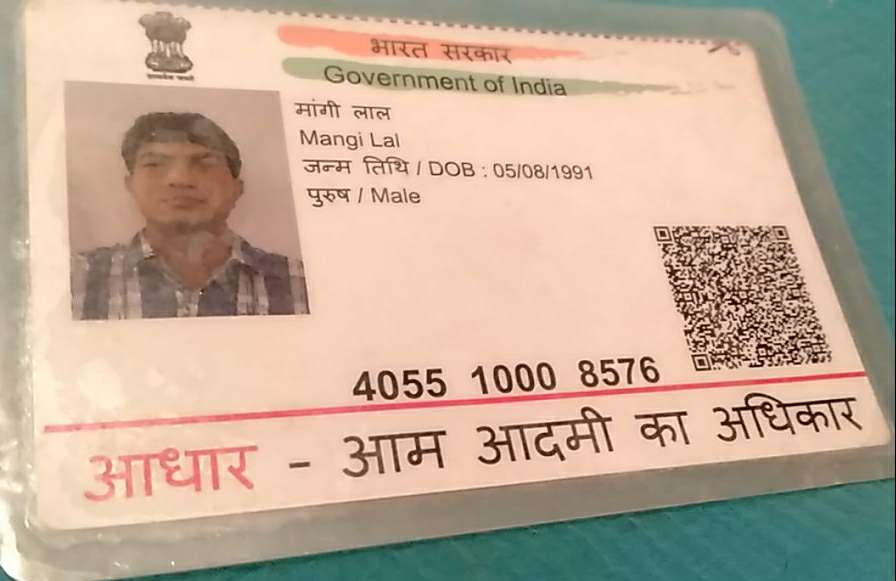 भारत सरकार
Government of India
मांगी लाल
Mangi Lal
जन्म तिथि / DOB : 05/08/1991
पुरुष / Male
4055 1000 8576
आधार - आम आदमी का अधिकार